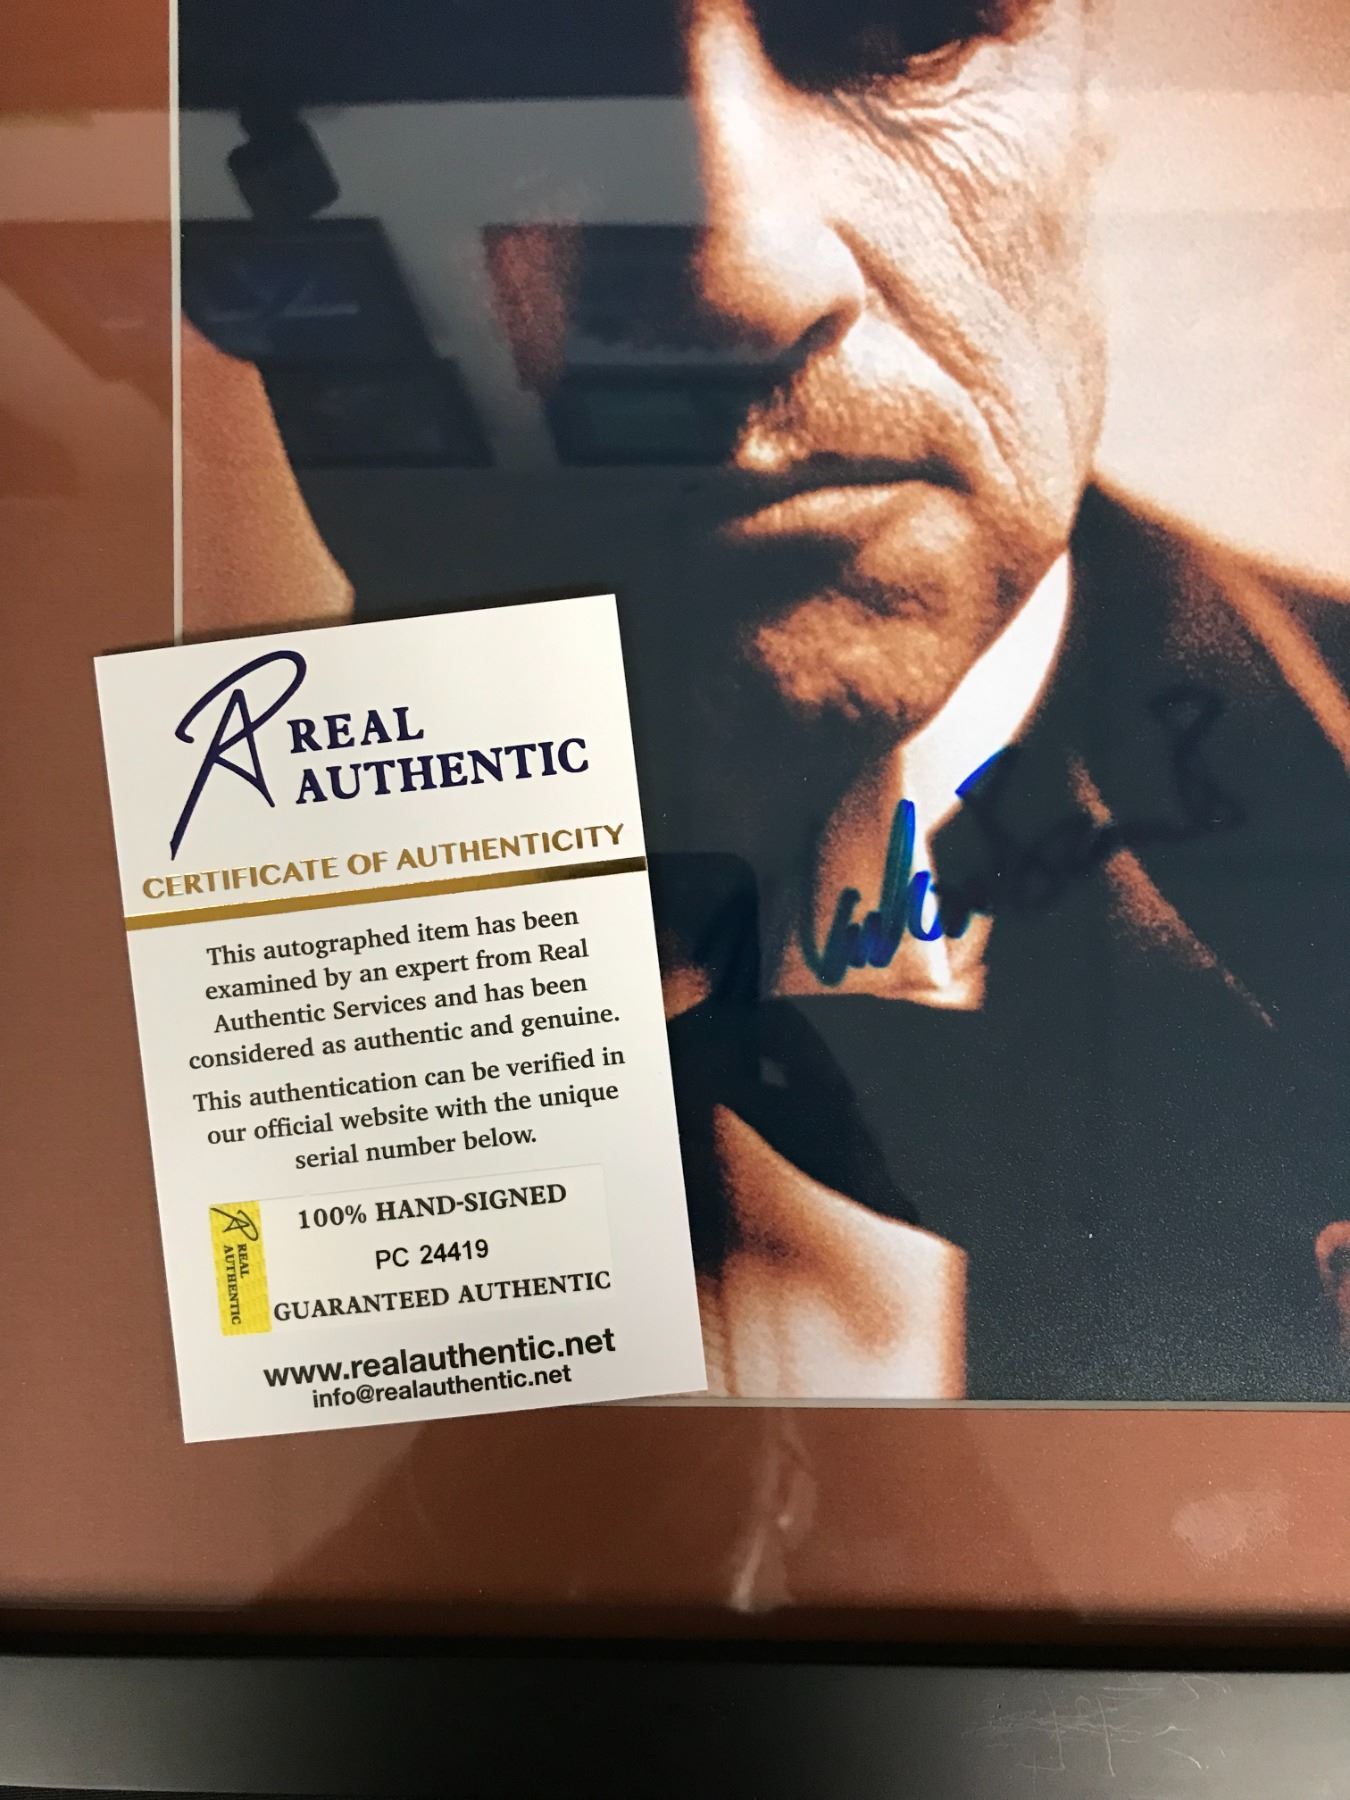 REAL
AUTHENTIC
CERTIFICATE OF AUTHENTICITY
This autographed item has been
examined by an expert from Real
Authentic Services and has been
considered as authentic and genuine.
This authentication can be verified in
our official website with the unique
serial number below.
REAL
AUTHENTIC
100% HAND-SIGNED
PC 24419
GUARANTEED AUTHENTIC
www.realauthentic.net
info@realauthentic.net